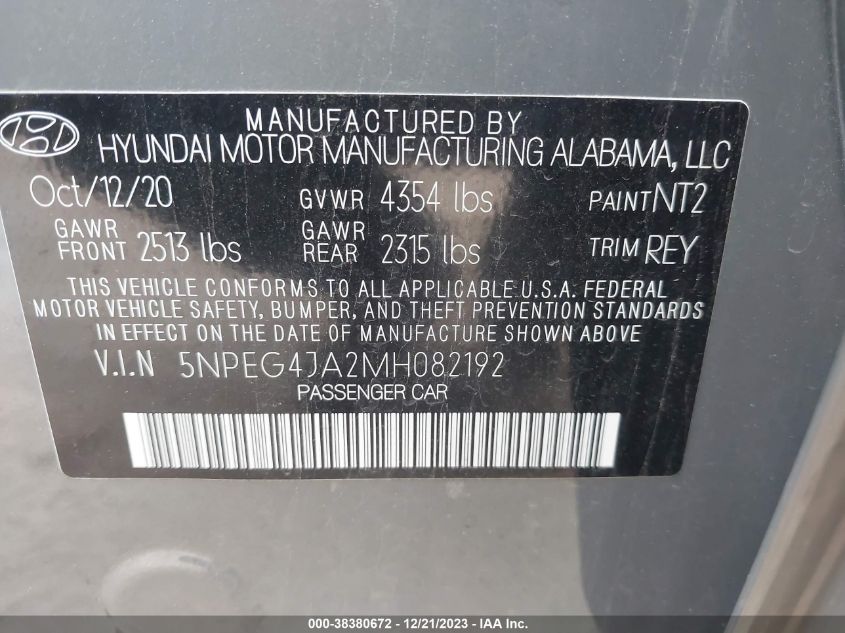 MANUFACTURED BY
HYUNDAI MOTOR MANUFACTURING ALABAMA, LLC
Oct/12/20 GVWR 4354 lbs PAINT NT2
GAWR FRONT 2513 lbs GAWR REAR 2315 lbs TRIM REY
THIS VEHICLE CONFORMS TO ALL APPLICABLE U.S.A. FEDERAL
MOTOR VEHICLE SAFETY, BUMPER, AND THEFT PREVENTION STANDARDS
IN EFFECT ON THE DATE OF MANUFACTURE SHOWN ABOVE
V.I.N 5NPEG4JA2MH082192
PASSENGER CAR
000-38380672 - 12/21/2023 - IAA Inc.